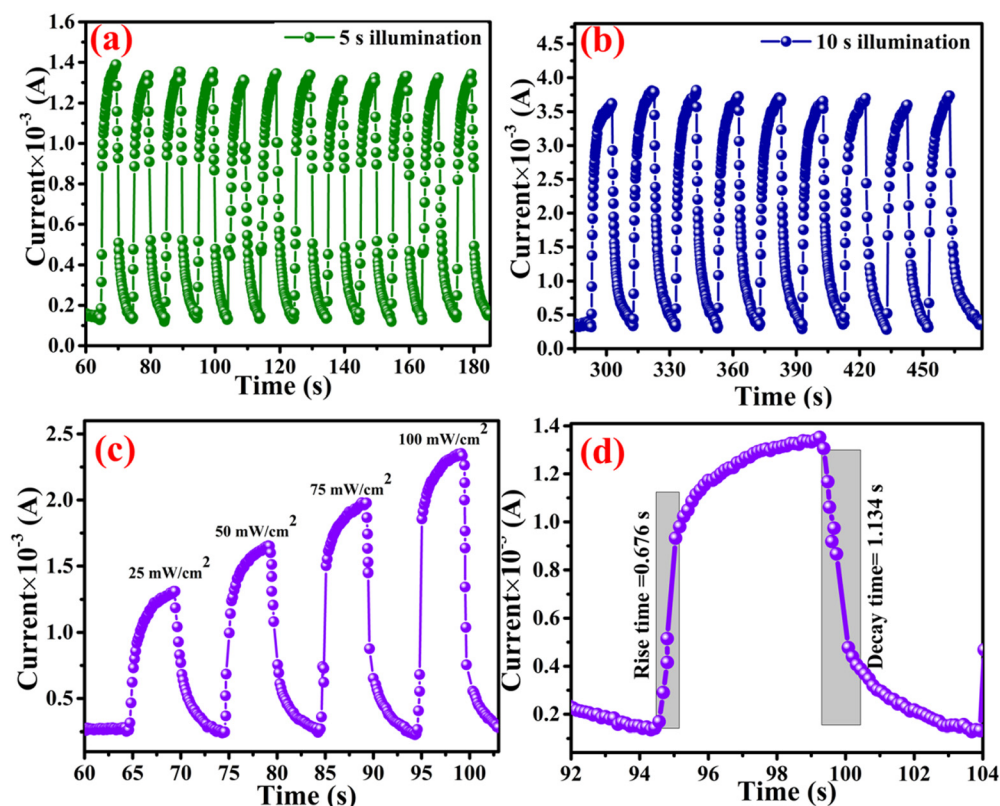 (a)
5 s illumination
Current×10⁻³ (A)
1.6
1.4
1.2
1.0
0.8
0.6
0.4
0.2
0.0
60 80 100 120 140 160 180
Time (s)
(b)
10 s illumination
Current×10⁻³ (A)
4.5
4.0
3.5
3.0
2.5
2.0
1.5
1.0
0.5
0.0
300 330 360 390 420 450
Time (s)
(c)
25 mW/cm²
50 mW/cm²
75 mW/cm²
100 mW/cm²
Current×10⁻³ (A)
2.5
2.0
1.5
1.0
0.5
60 65 70 75 80 85 90 95 100
Time (s)
(d)
Rise time =0.676 s
Decay time= 1.134 s
Current×10⁻³ (A)
1.4
1.2
1.0
0.8
0.6
0.4
0.2
92 94 96 98 100 102 104
Time (s)